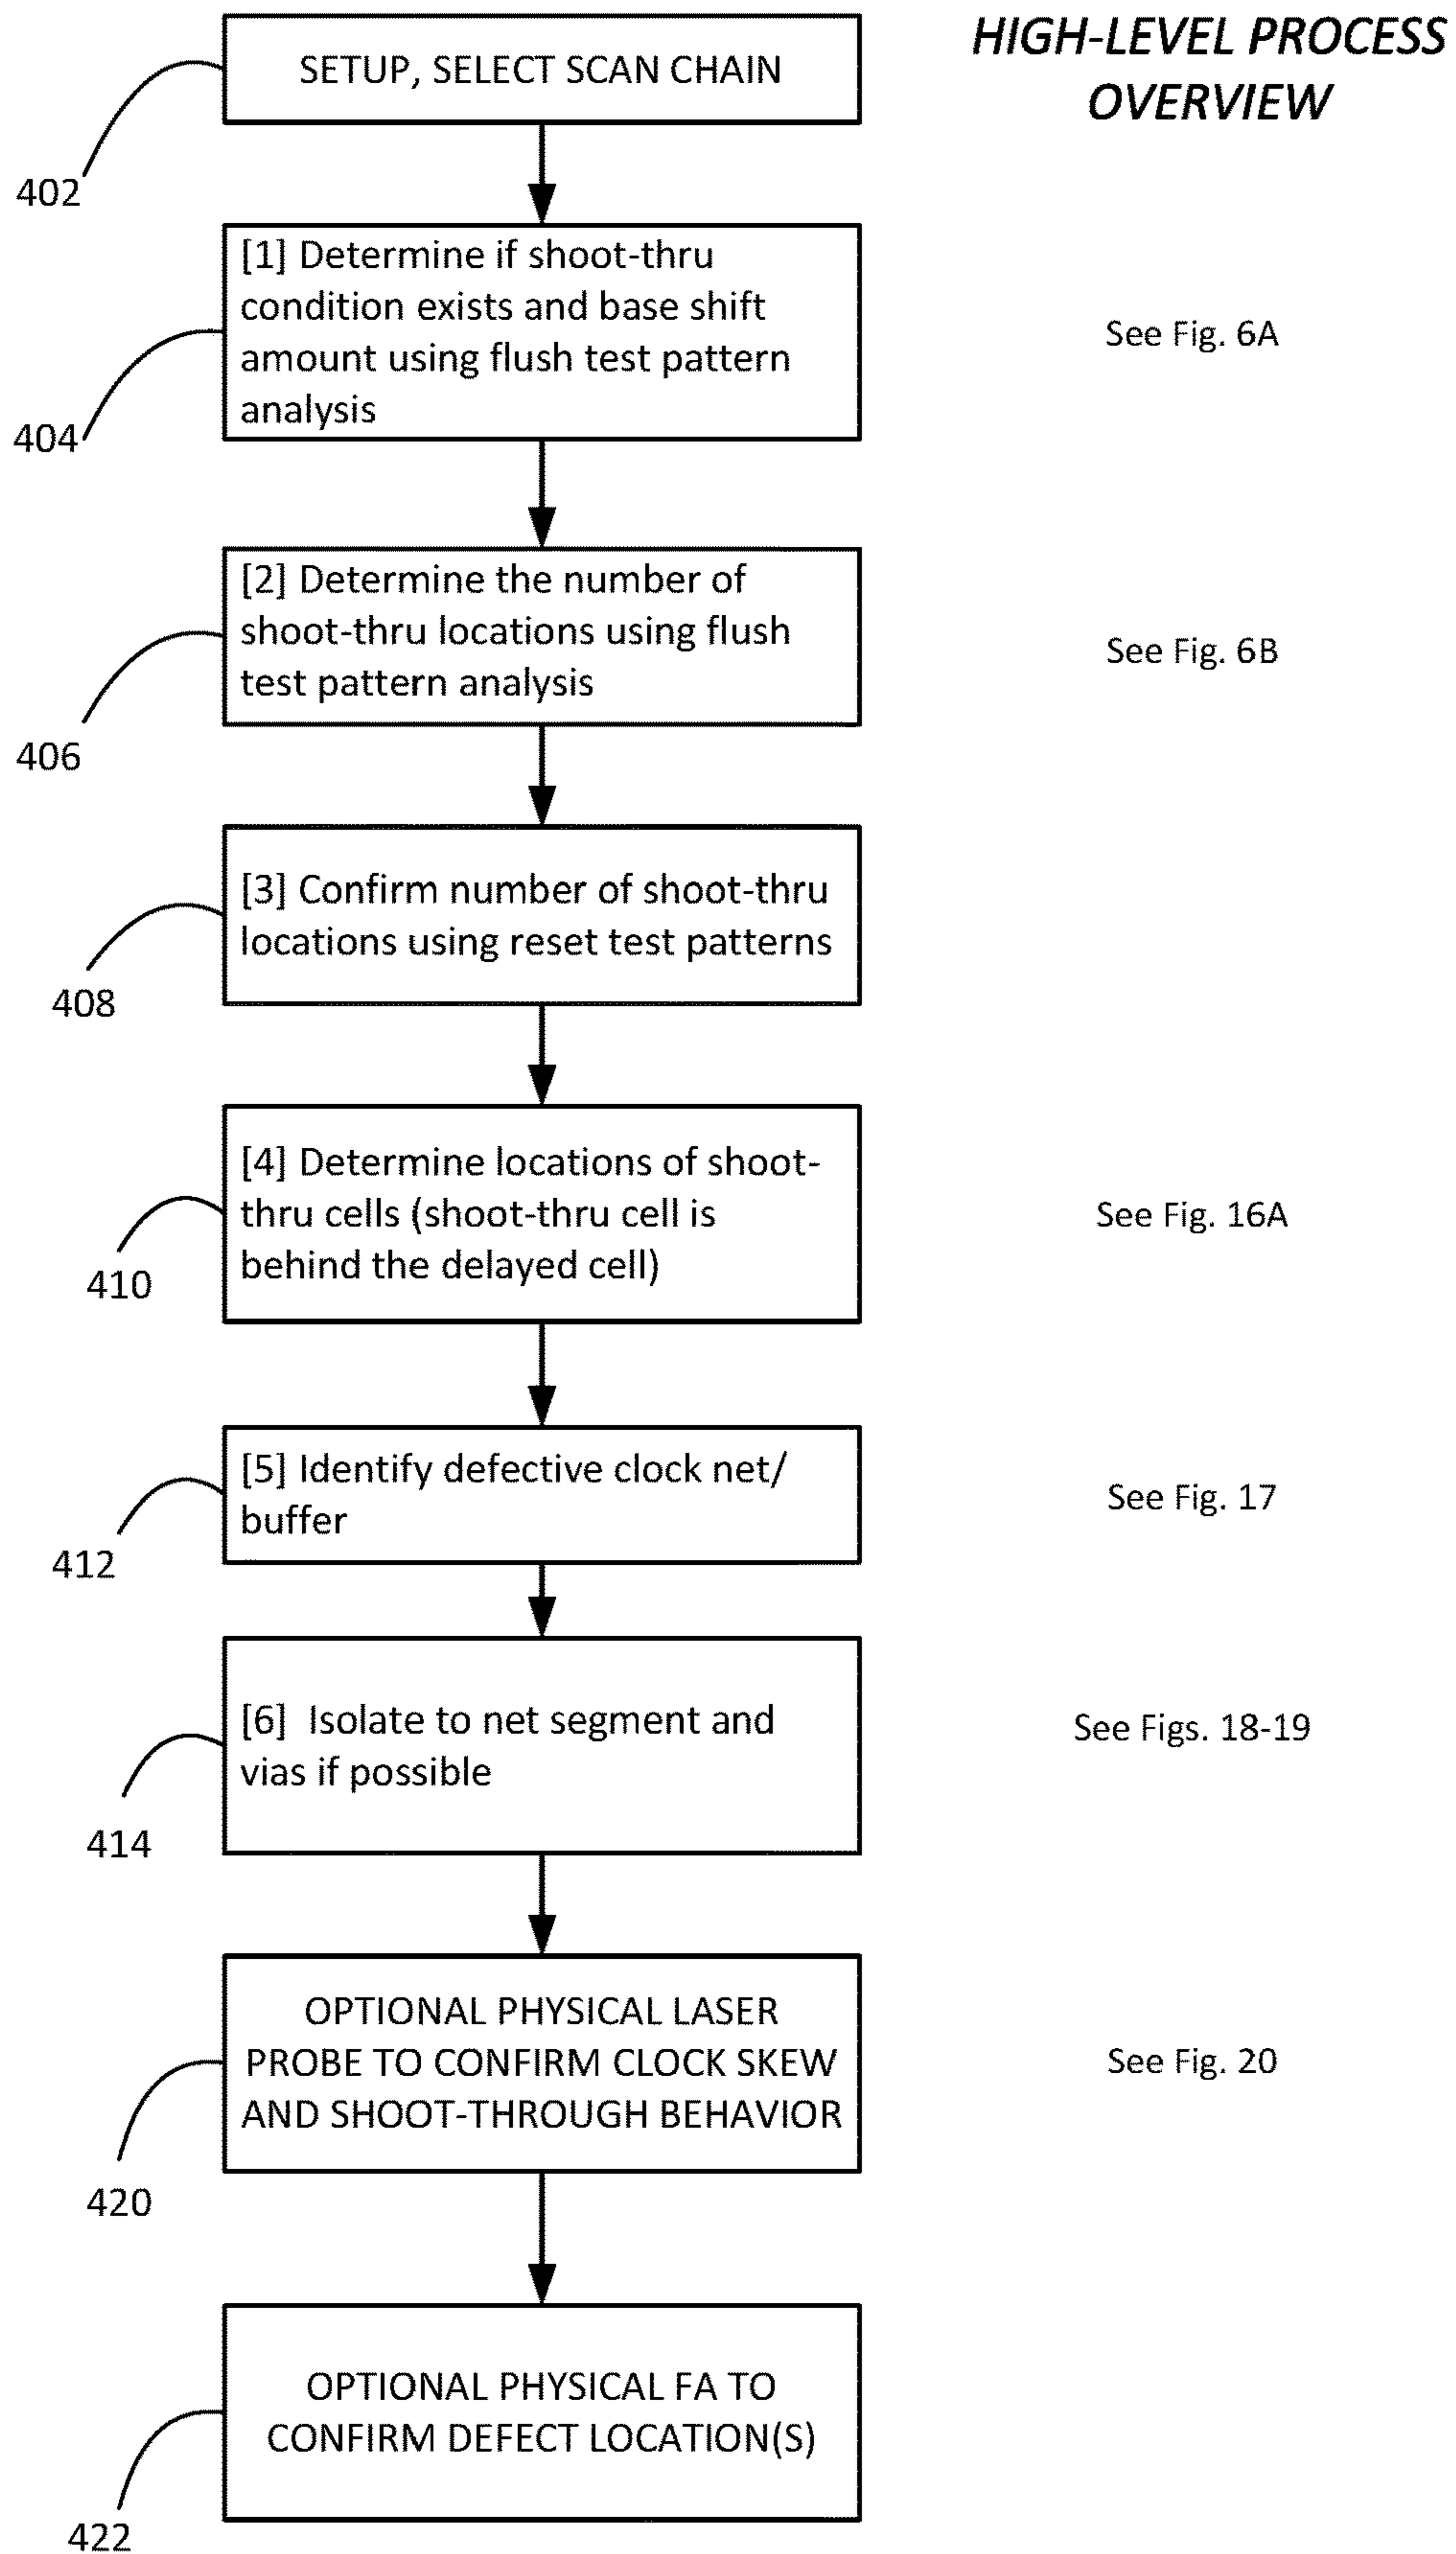 HIGH-LEVEL PROCESS
OVERVIEW
SETUP, SELECT SCAN CHAIN
402
[1] Determine if shoot-thru
condition exists and base shift
amount using flush test pattern
analysis
See Fig. 6A
404
[2] Determine the number of
shoot-thru locations using flush
test pattern analysis
See Fig. 6B
406
[3] Confirm number of shoot-thru
locations using reset test patterns
408
[4] Determine locations of shoot-
thru cells (shoot-thru cell is
behind the delayed cell)
See Fig. 16A
410
[5] Identify defective clock net/
buffer
See Fig. 17
412
[6]  Isolate to net segment and
vias if possible
See Figs. 18-19
414
OPTIONAL PHYSICAL LASER
PROBE TO CONFIRM CLOCK SKEW
AND SHOOT-THROUGH BEHAVIOR
See Fig. 20
420
OPTIONAL PHYSICAL FA TO
CONFIRM DEFECT LOCATION(S)
422